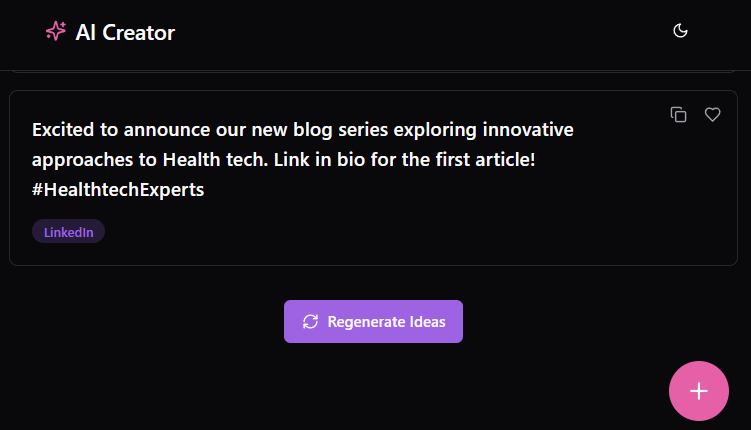 AI Creator
Excited to announce our new blog series exploring innovative
approaches to Health tech. Link in bio for the first article!
#HealthtechExperts
LinkedIn
Regenerate Ideas